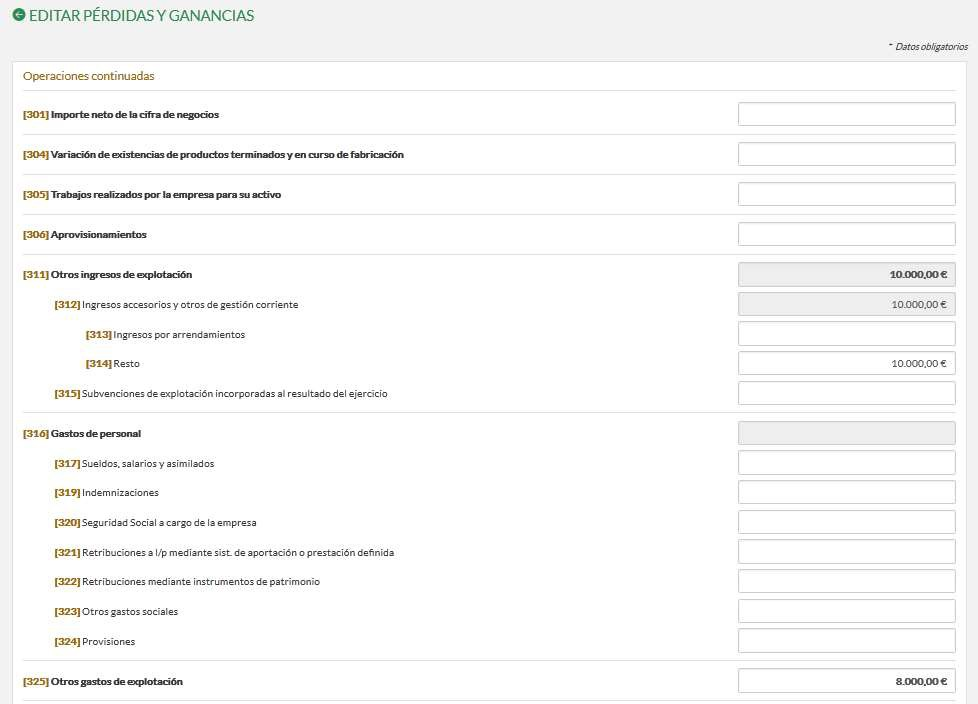 EDITAR PÉRDIDAS Y GANANCIAS
* Datos obligatorios
Operaciones continuadas
[301] Importe neto de la cifra de negocios
[304] Variación de existencias de productos terminados y en curso de fabricación
[305] Trabajos realizados por la empresa para su activo
[306] Aprovisionamientos
[311] Otros ingresos de explotación 10.000,00 €
[312] Ingresos accesorios y otros de gestión corriente 10.000,00 €
[313] Ingresos por arrendamientos
[314] Resto 10.000,00 €
[315] Subvenciones de explotación incorporadas al resultado del ejercicio
[316] Gastos de personal
[317] Sueldos, salarios y asimilados
[319] Indemnizaciones
[320] Seguridad Social a cargo de la empresa
[321] Retribuciones a l/p mediante sist. de aportación o prestación definida
[322] Retribuciones mediante instrumentos de patrimonio
[323] Otros gastos sociales
[324] Provisiones
[325] Otros gastos de explotación 8.000,00 €